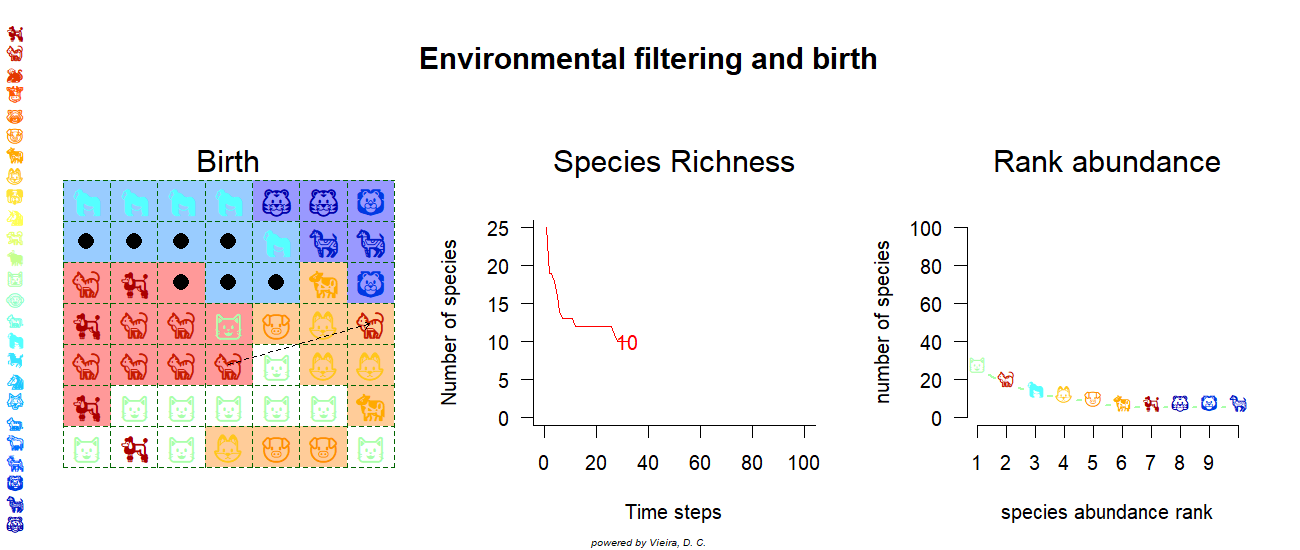 Environmental filtering and birth
Birth
Species Richness
Rank abundance
Number of species
25
20
15
10
5
0
10
0 20 40 60 80 100
Time steps
number of species
100
80
60
40
20
0
1 2 3 4 5 6 7 8 9
species abundance rank
powered by Vieira, D. C.